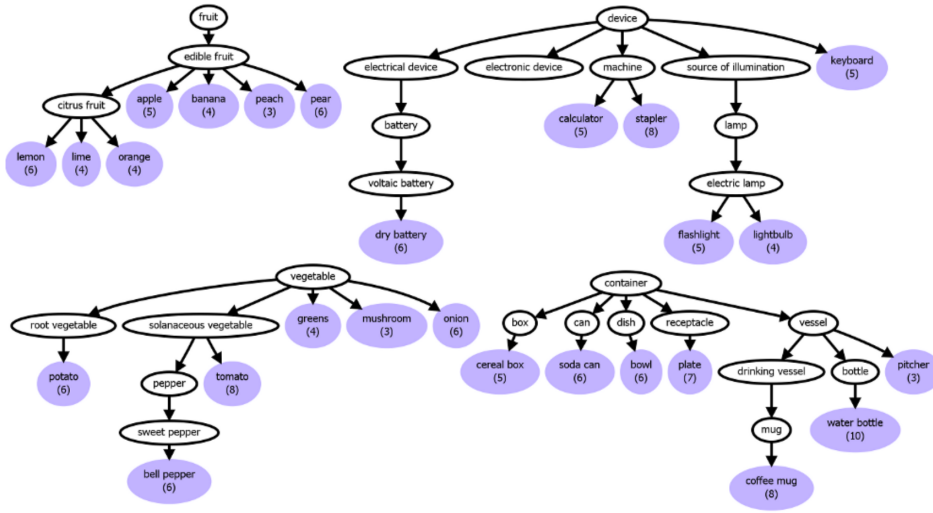 fruit
edible fruit
citrus fruit
apple
(5)
banana
(4)
peach
(3)
pear
(6)
lemon
(6)
lime
(4)
orange
(4)
device
electrical device
electronic device
machine
source of illumination
keyboard
(5)
battery
calculator
(5)
stapler
(8)
lamp
voltaic battery
electric lamp
dry battery
(6)
flashlight
(5)
lightbulb
(4)
vegetable
root vegetable
solanaceous vegetable
greens
(4)
mushroom
(3)
onion
(6)
potato
(6)
pepper
tomato
(8)
sweet pepper
bell pepper
(6)
container
box
can
dish
receptacle
vessel
cereal box
(5)
soda can
(6)
bowl
(6)
plate
(7)
drinking vessel
bottle
pitcher
(3)
mug
water bottle
(10)
coffee mug
(8)